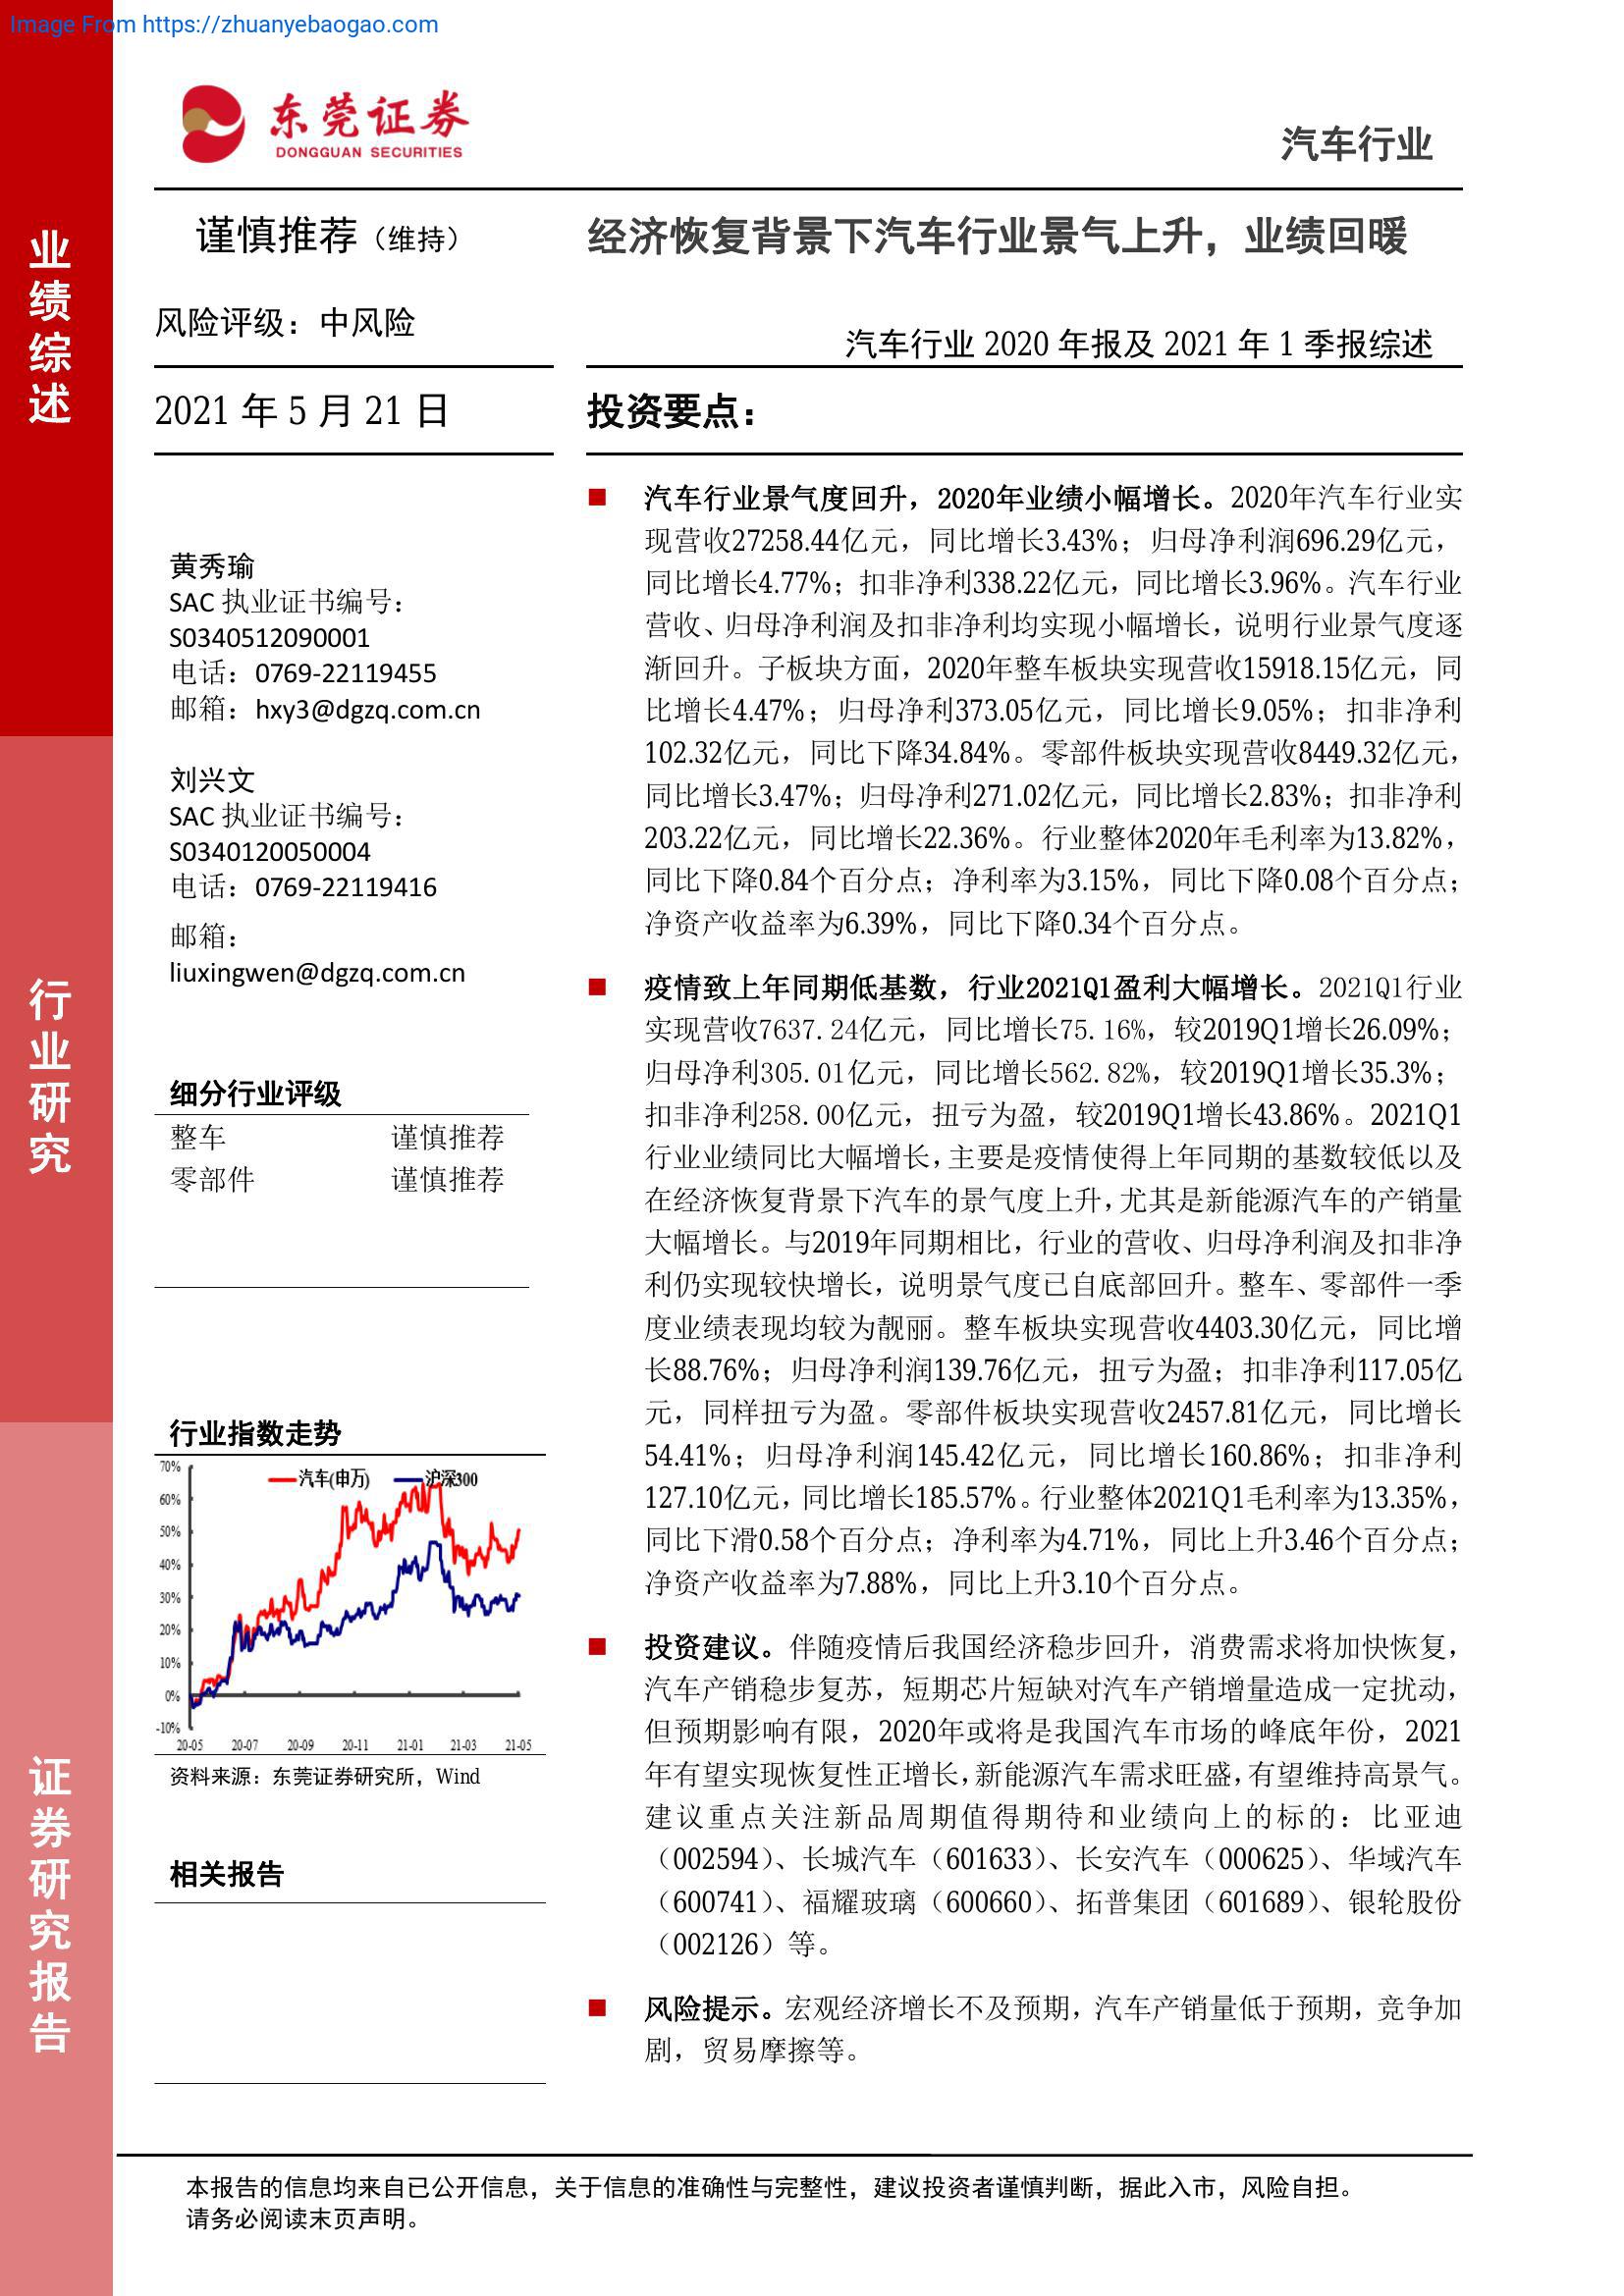 Image From https://zhuanyebaogao.com
东莞证券
DONGGUAN SECURITIES
汽车行业
业绩综述
行业研究
证券研究报告
谨慎推荐（维持）
经济恢复背景下汽车行业景气上升，业绩回暖
风险评级：中风险
汽车行业 2020 年报及 2021 年 1 季报综述
2021 年 5 月 21 日
黄秀瑜
SAC 执业证书编号：
S0340512090001
电话：0769-22119455
邮箱：hxy3@dgzq.com.cn
刘兴文
SAC 执业证书编号：
S0340120050004
电话：0769-22119416
邮箱：
liuxingwen@dgzq.com.cn
细分行业评级
整车 谨慎推荐
零部件 谨慎推荐
行业指数走势
汽车(申万) 沪深300
70%
60%
50%
40%
30%
20%
10%
0%
-10%
20-05 20-07 20-09 20-11 21-01 21-03 21-05
资料来源：东莞证券研究所，Wind
相关报告
投资要点：
■ 汽车行业景气度回升，2020年业绩小幅增长。2020年汽车行业实
现营收27258.44亿元，同比增长3.43%；归母净利润696.29亿元，
同比增长4.77%；扣非净利338.22亿元，同比增长3.96%。汽车行业
营收、归母净利润及扣非净利均实现小幅增长，说明行业景气度逐
渐回升。子板块方面，2020年整车板块实现营收15918.15亿元，同
比增长4.47%；归母净利373.05亿元，同比增长9.05%；扣非净利
102.32亿元，同比下降34.84%。零部件板块实现营收8449.32亿元，
同比增长3.47%；归母净利271.02亿元，同比增长2.83%；扣非净利
203.22亿元，同比增长22.36%。行业整体2020年毛利率为13.82%，
同比下降0.84个百分点；净利率为3.15%，同比下降0.08个百分点；
净资产收益率为6.39%，同比下降0.34个百分点。
■ 疫情致上年同期低基数，行业2021Q1盈利大幅增长。2021Q1行业
实现营收7637.24亿元，同比增长75.16%，较2019Q1增长26.09%；
归母净利305.01亿元，同比增长562.82%，较2019Q1增长35.3%；
扣非净利258.00亿元，扭亏为盈，较2019Q1增长43.86%。2021Q1
行业业绩同比大幅增长，主要是疫情使得上年同期的基数较低以及
在经济恢复背景下汽车的景气度上升，尤其是新能源汽车的产销量
大幅增长。与2019年同期相比，行业的营收、归母净利润及扣非净
利仍实现较快增长，说明景气度已自底部回升。整车、零部件一季
度业绩表现均较为靓丽。整车板块实现营收4403.30亿元，同比增
长88.76%；归母净利润139.76亿元，扭亏为盈；扣非净利117.05亿
元，同样扭亏为盈。零部件板块实现营收2457.81亿元，同比增长
54.41%；归母净利润145.42亿元，同比增长160.86%；扣非净利
127.10亿元，同比增长185.57%。行业整体2021Q1毛利率为13.35%，
同比下滑0.58个百分点；净利率为4.71%，同比上升3.46个百分点；
净资产收益率为7.88%，同比上升3.10个百分点。
■ 投资建议。伴随疫情后我国经济稳步回升，消费需求将加快恢复，
汽车产销稳步复苏，短期芯片短缺对汽车产销增量造成一定扰动，
但预期影响有限，2020年或将是我国汽车市场的峰底年份，2021
年有望实现恢复性正增长，新能源汽车需求旺盛，有望维持高景气。
建议重点关注新品周期值得期待和业绩向上的标的：比亚迪
（002594）、长城汽车（601633）、长安汽车（000625）、华域汽车
（600741）、福耀玻璃（600660）、拓普集团（601689）、银轮股份
（002126）等。
■ 风险提示。宏观经济增长不及预期，汽车产销量低于预期，竞争加
剧，贸易摩擦等。
本报告的信息均来自已公开信息，关于信息的准确性与完整性，建议投资者谨慎判断，据此入市，风险自担。
请务必阅读末页声明。